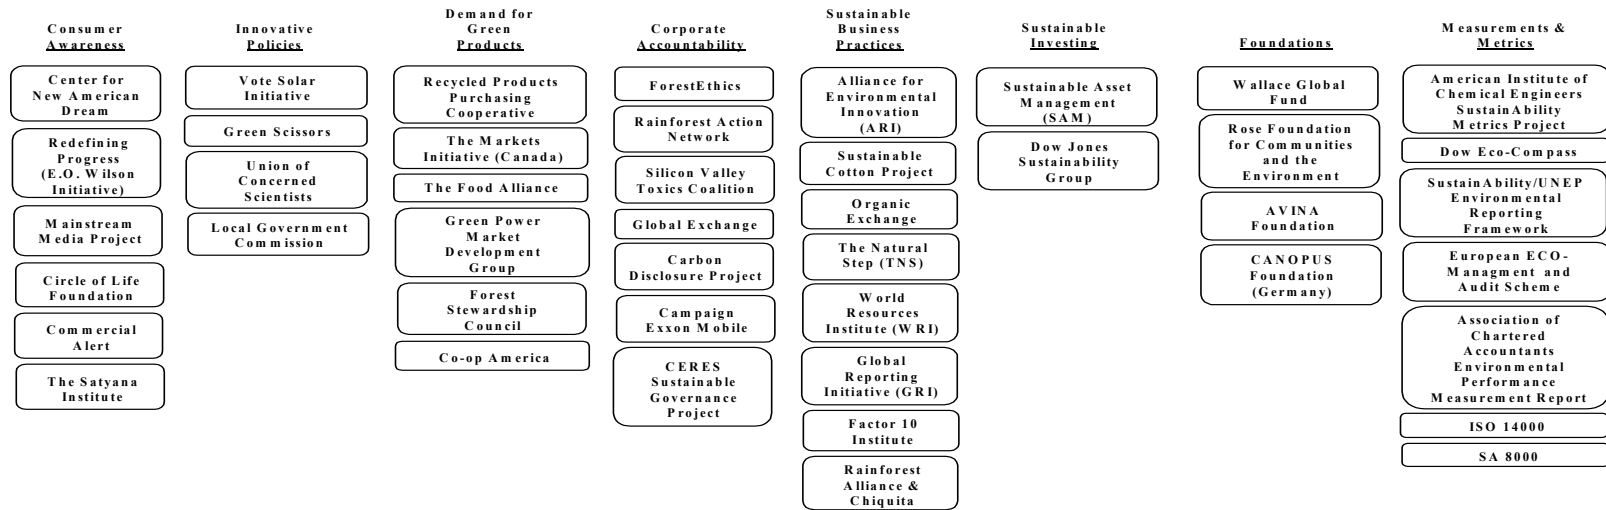 Consumer
Awareness
Center for
New American
Dream
Redefining
Progress
(E.O. Wilson
Initiative)
Mainstream
Media Project
Circle of Life
Foundation
Commercial
Alert
The Satyana
Institute
Innovative
Policies
Vote Solar
Initiative
Green Scissors
Union of
Concerned
Scientists
Local Government
Commission
Demand for
Green
Products
Recycled Products
Purchasing
Cooperative
The Markets
Initiative (Canada)
The Food Alliance
Green Power
Market
Development
Group
Forest
Stewardship
Council
Co-op America
Corporate
Accountability
ForestEthics
Rainforest Action
Network
Silicon Valley
Toxics Coalition
Global Exchange
Carbon
Disclosure Project
Campaign
Exxon Mobile
CERES
Sustainable
Governance
Project
Sustainable
Business
Practices
Alliance for
Environmental
Innovation
(ARI)
Sustainable
Cotton Project
Organic
Exchange
The Natural
Step (TNS)
World
Resources
Institute (WRI)
Global
Reporting
Initiative (GRI)
Factor 10
Institute
Rainforest
Alliance &
Chiquita
Sustainable
Investing
Sustainable Asset
Management
(SAM)
Dow Jones
Sustainability
Group
Foundations
Wallace Global
Fund
Rose Foundation
for Communities
and the
Environment
AVINA
Foundation
CANOPUS
Foundation
(Germany)
Measurements &
Metrics
American Institute of
Chemical Engineers
SustainAbility
Metrics Project
Dow Eco-Compass
SustainAbility/UNEP
Environmental
Reporting
Framework
European ECO-
Managment and
Audit Scheme
Association of
Chartered
Accountants
Environmental
Performance
Measurement Report
ISO 14000
SA 8000